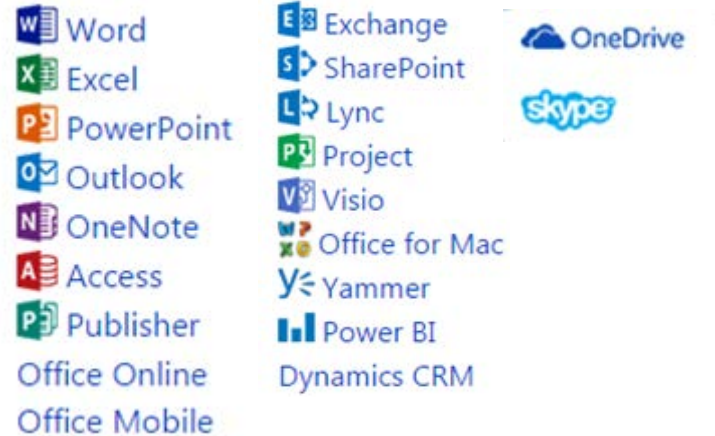 Word
Excel
PowerPoint
Outlook
OneNote
Access
Publisher
Office Online
Office Mobile
Exchange
SharePoint
Lync
Project
Visio
Office for Mac
Yammer
Power BI
Dynamics CRM
OneDrive
skype